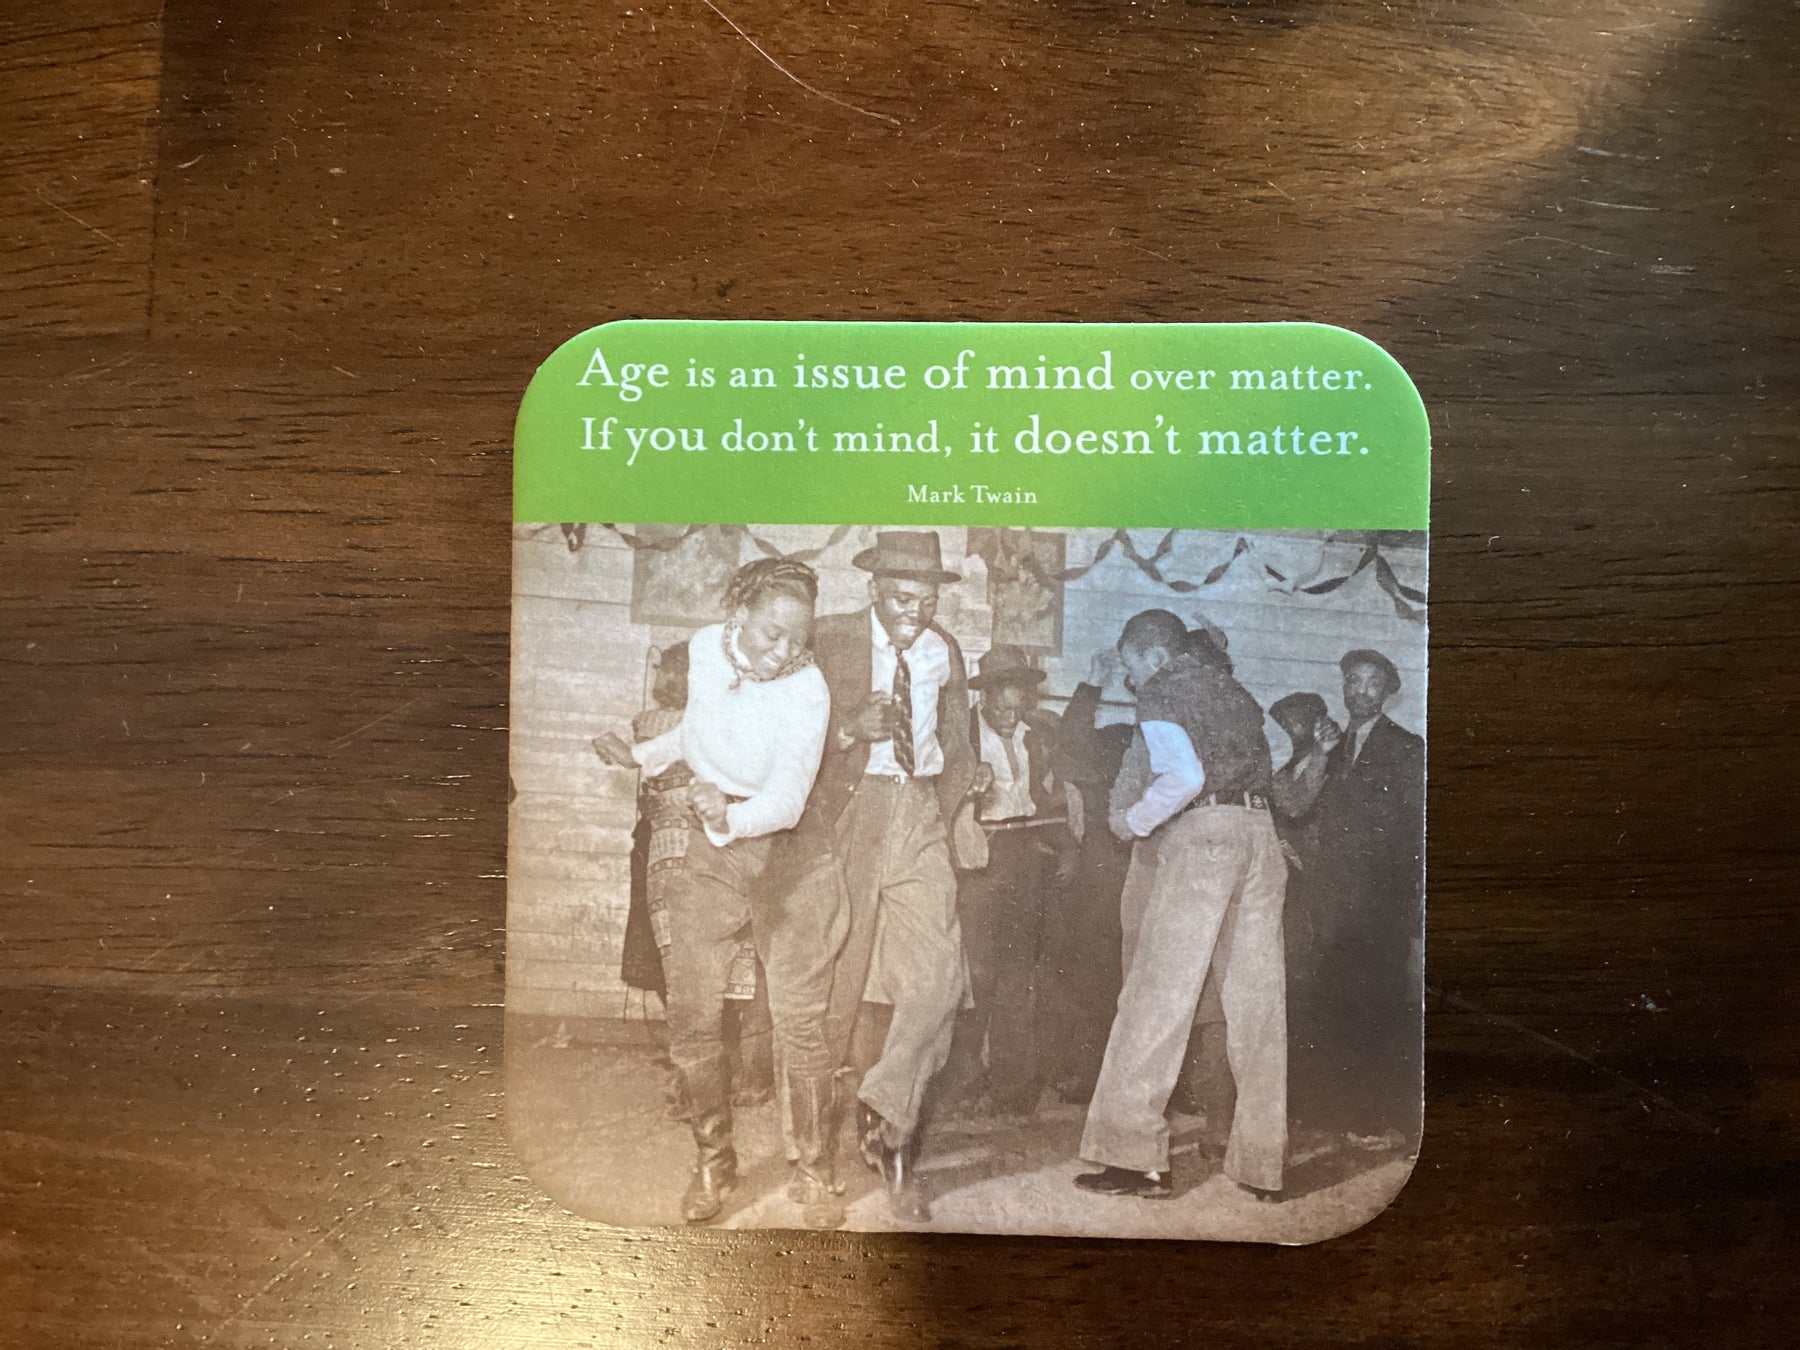 Age is an issue of mind over matter.
If you don't mind, it doesn't matter.
Mark Twain